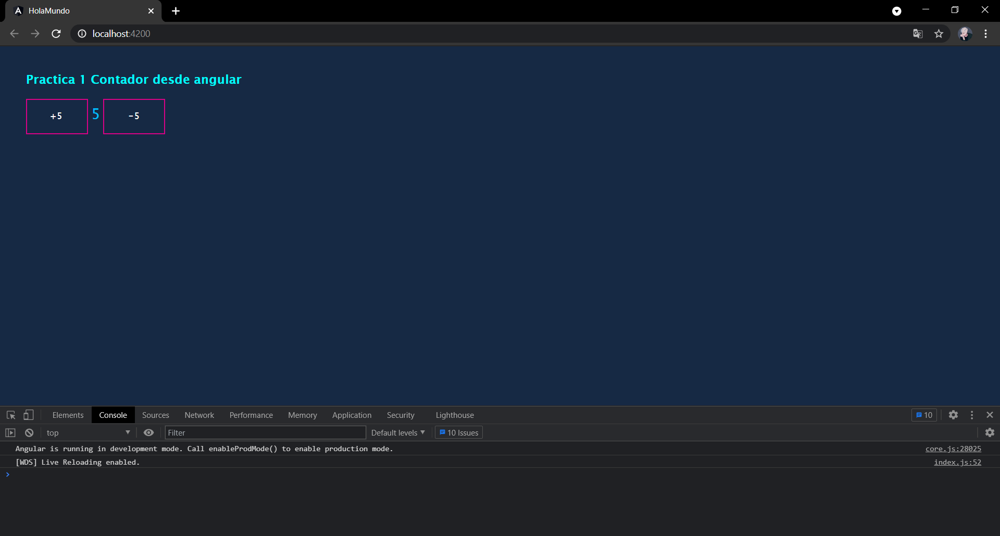 HolaMundo
localhost:4200
Practica 1 Contador desde angular
+5 5 -5
Elements Console Sources Network Performance Memory Application Security Lighthouse 10
top Filter Default levels 10 Issues
Angular is running in development mode. Call enableProdMode() to enable production mode. core.js:28025
[WDS] Live Reloading enabled. index.js:52